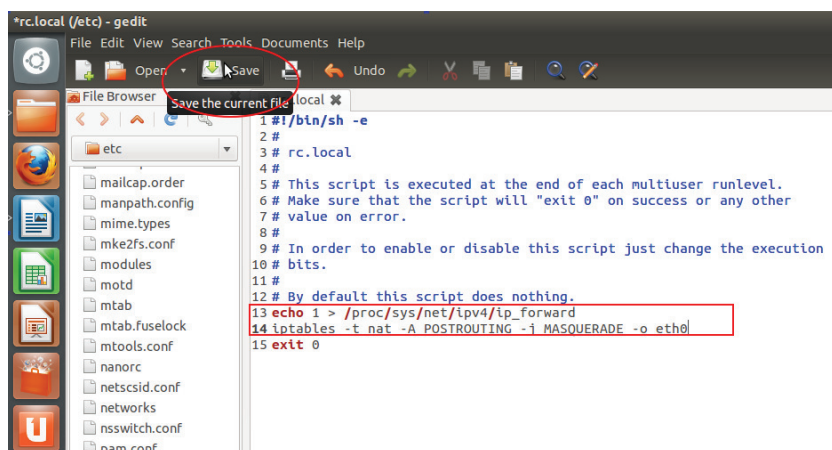 *rc.local (/etc) - gedit
File Edit View Search Tools Documents Help
Open Save Undo
File Browser
Save the current file
.local
etc
mailcap.order
manpath.config
mime.types
mke2fs.conf
modules
motd
mtab
mtab.fuselock
mtools.conf
nanorc
netscsid.conf
networks
nsswitch.conf
pam.conf
1 #!/bin/sh -e
2 #
3 # rc.local
4 #
5 # This script is executed at the end of each multiuser runlevel.
6 # Make sure that the script will "exit 0" on success or any other
7 # value on error.
8 #
9 # In order to enable or disable this script just change the execution
10 # bits.
11 #
12 # By default this script does nothing.
13 echo 1 > /proc/sys/net/ipv4/ip_forward
14 iptables -t nat -A POSTROUTING -j MASQUERADE -o eth0
15 exit 0